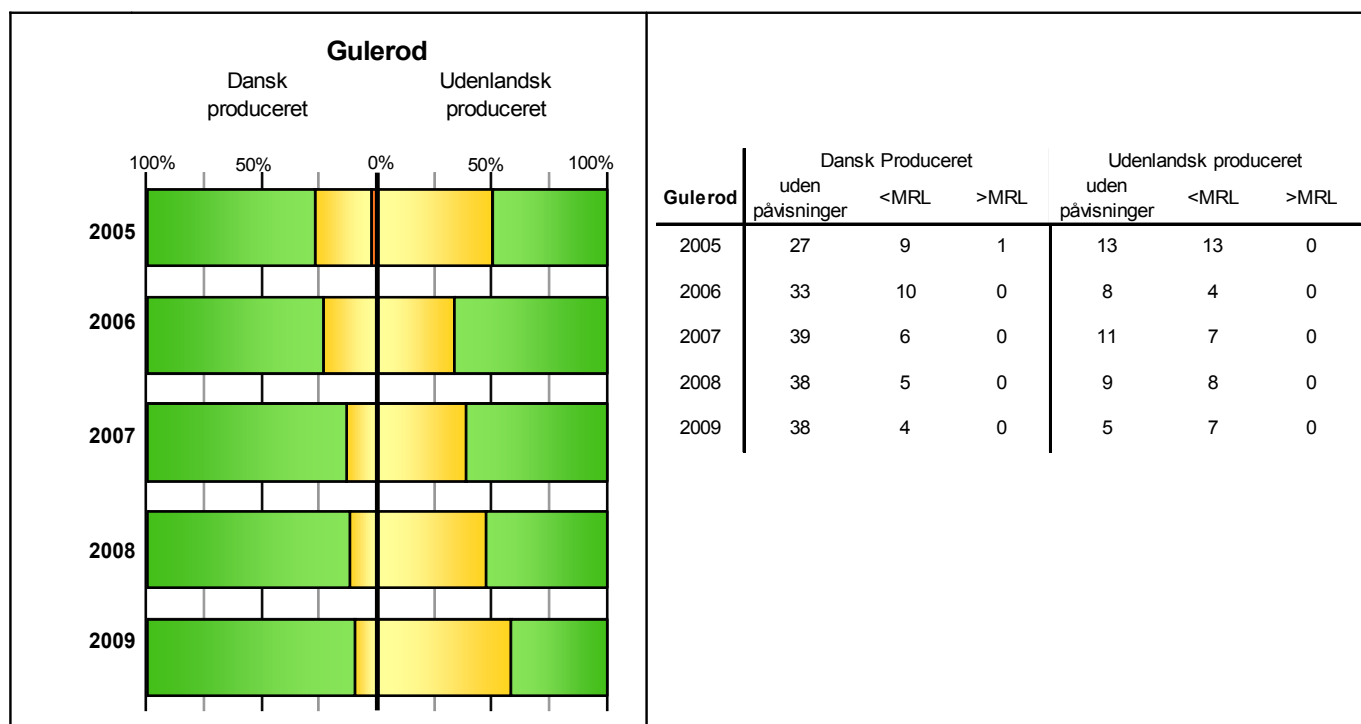 Gulerod
Dansk produceret
Udenlandsk produceret
100% 50% 0% 50% 100%
2005
2006
2007
2008
2009
Dansk Produceret Udenlandsk produceret
Gulerod uden påvisninger <MRL >MRL uden påvisninger <MRL >MRL
2005 27 9 1 13 13 0
2006 33 10 0 8 4 0
2007 39 6 0 11 7 0
2008 38 5 0 9 8 0
2009 38 4 0 5 7 0